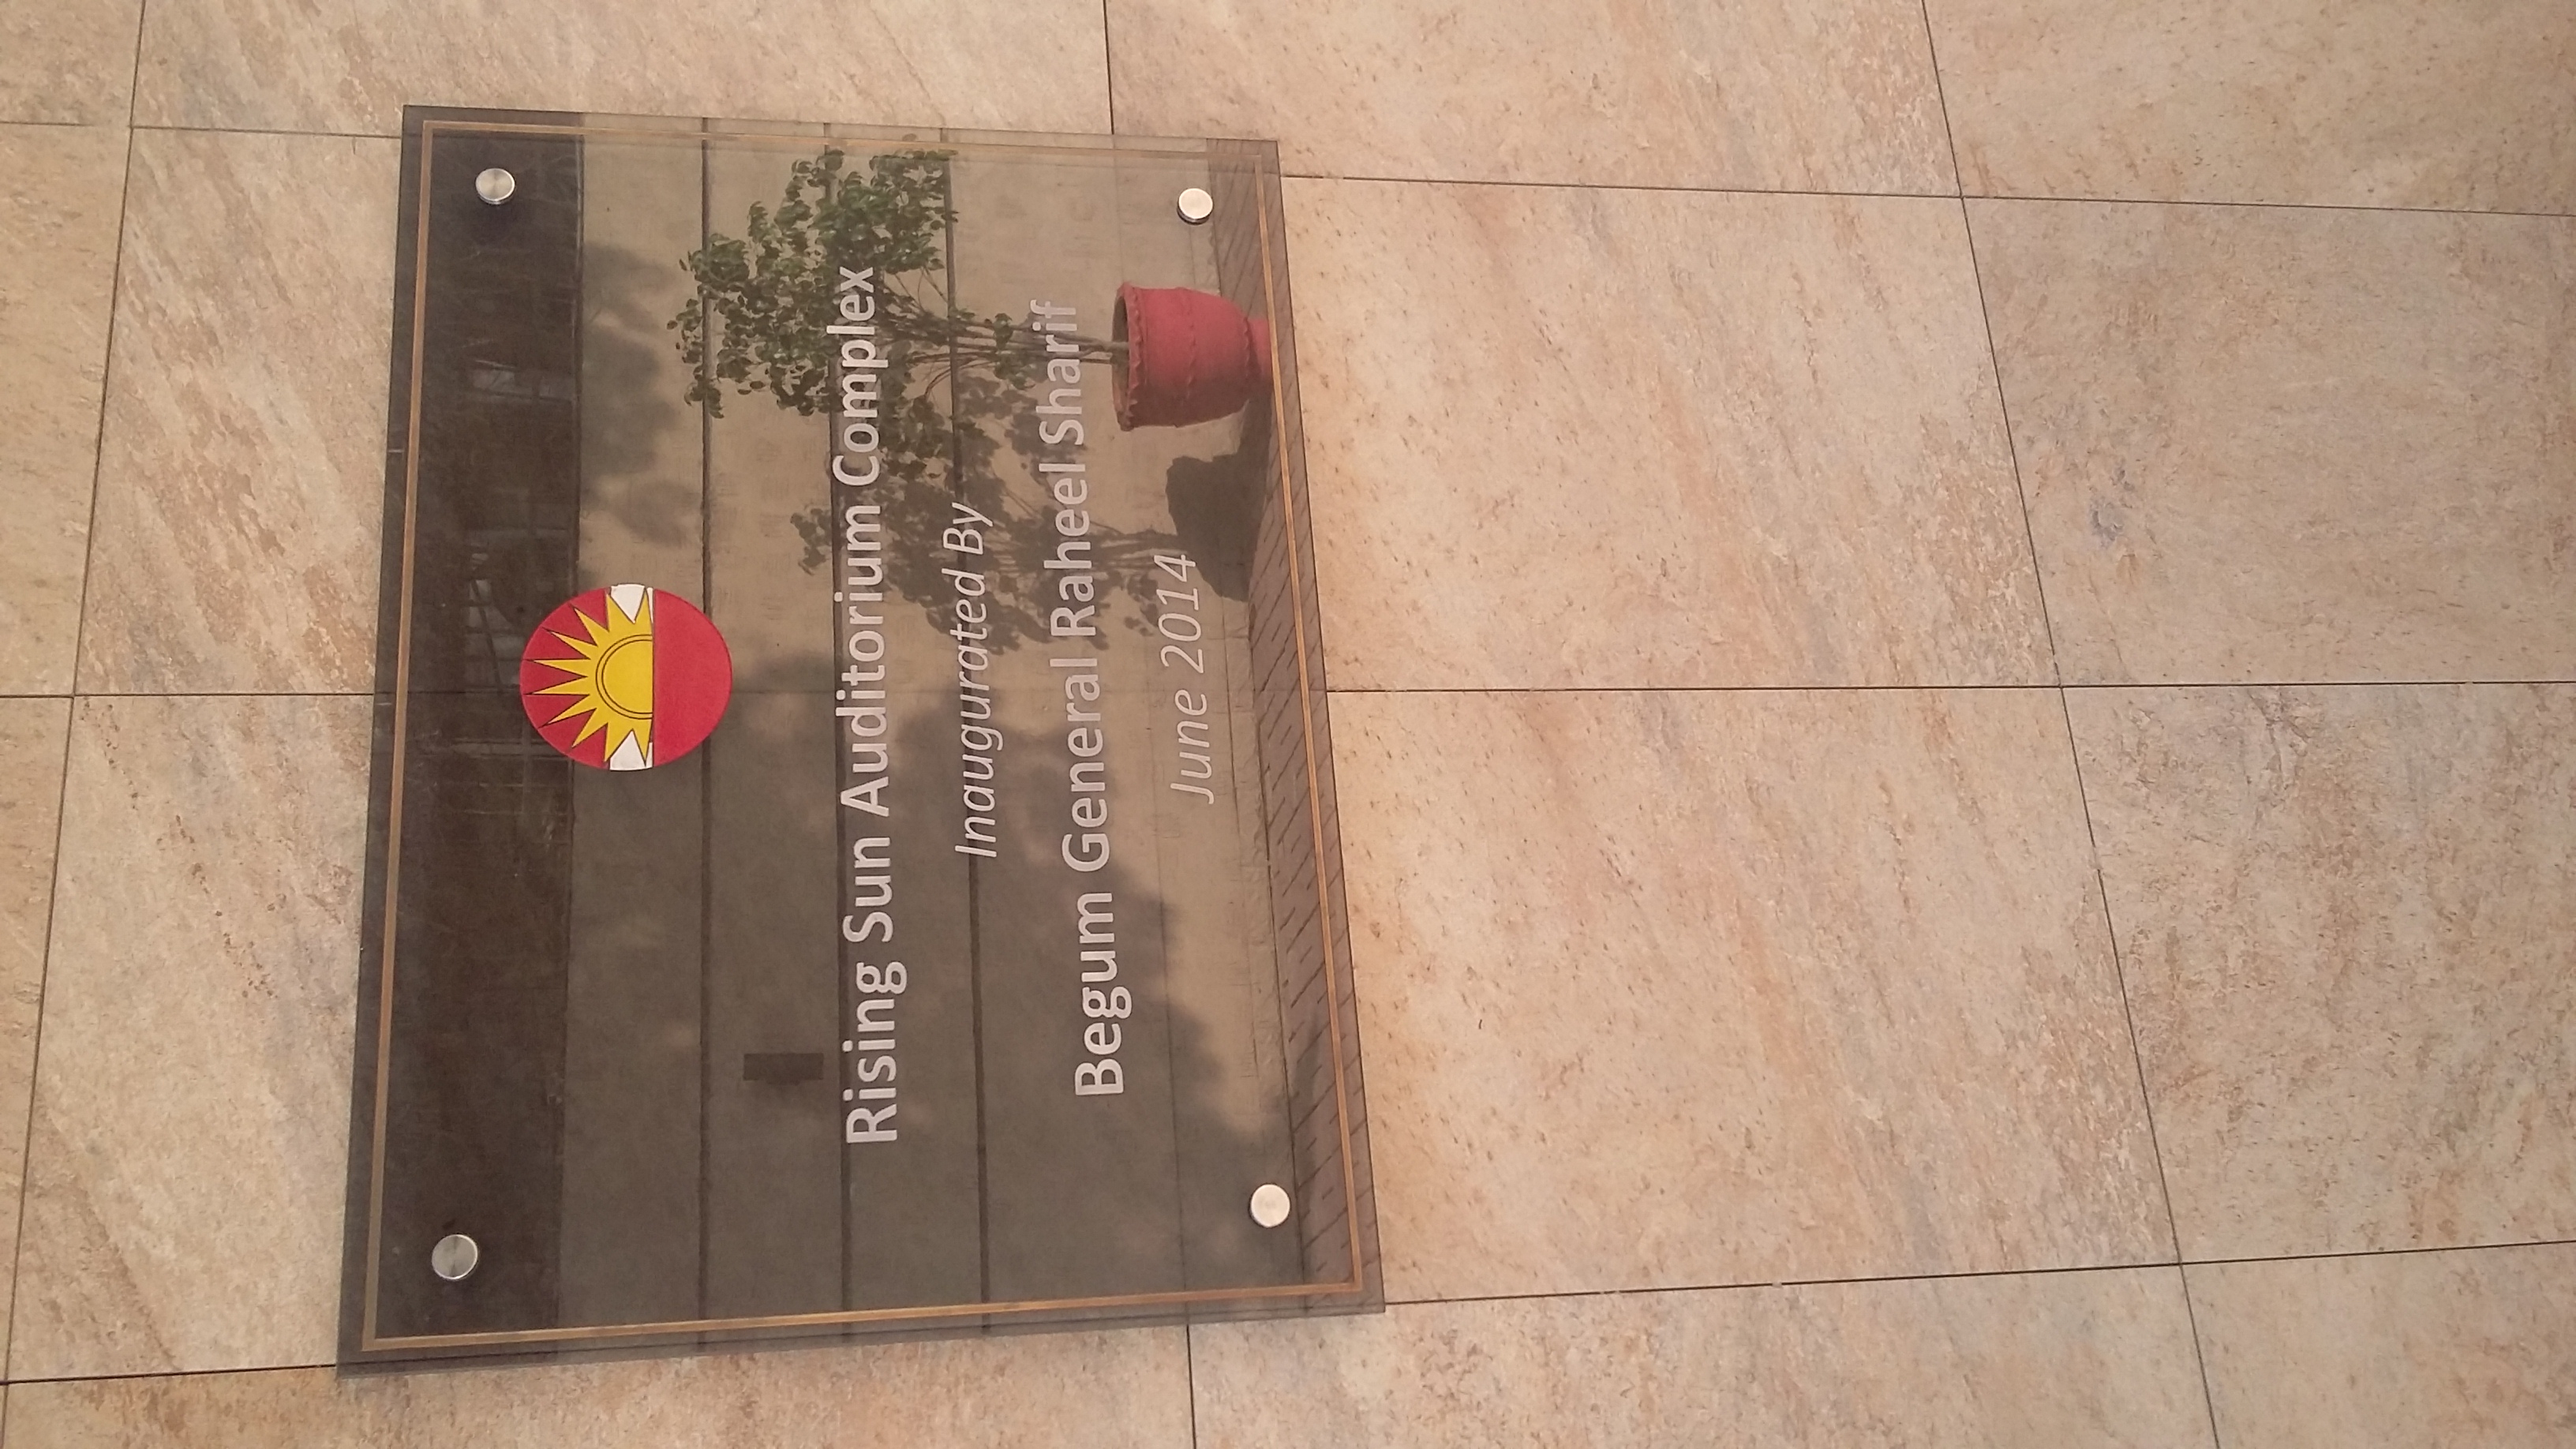 Rising Sun Auditorium Complex
Inaugurated By
Begum General Raheel Sharif
June 2014